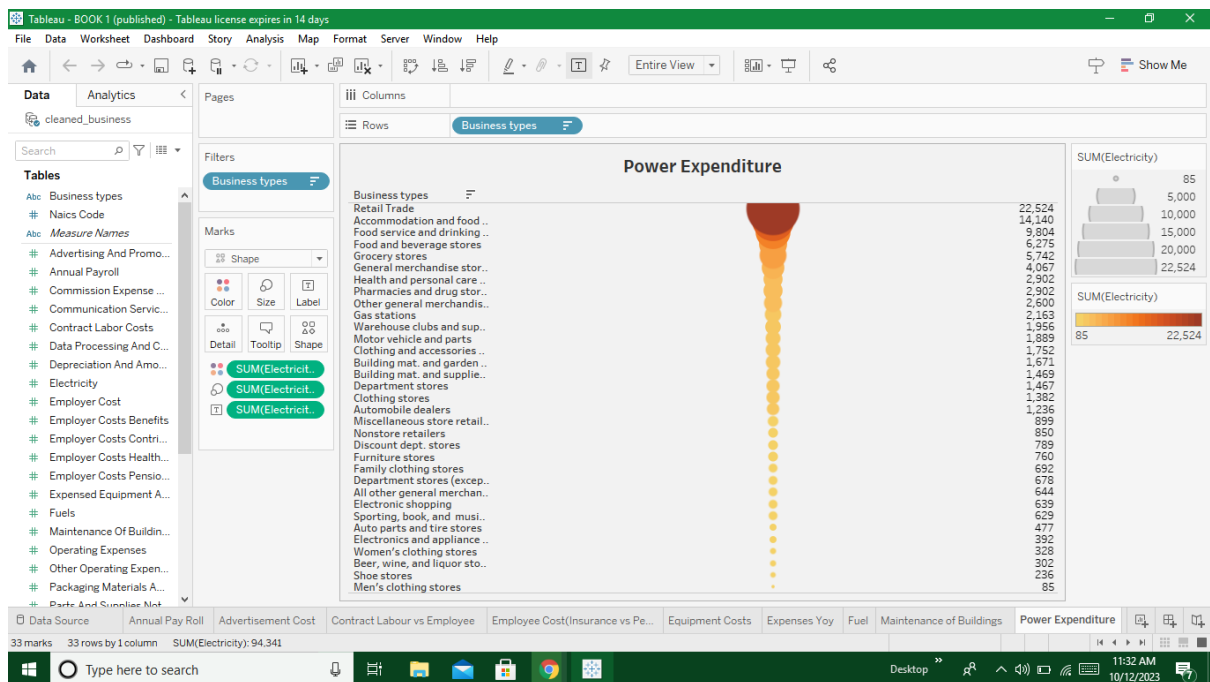 Tableau - BOOK 1 (published) - Tableau license expires in 14 days
File Data Worksheet Dashboard Story Analysis Map Format Server Window Help
Entire View
Show Me
Data Analytics
cleaned_business
Search
Tables
Abc Business types
# Naics Code
Abc Measure Names
# Advertising And Promo...
# Annual Payroll
# Commission Expense ...
# Communication Servic...
# Contract Labor Costs
# Data Processing And C...
# Depreciation And Amo...
# Electricity
# Employer Cost
# Employer Costs Benefits
# Employer Costs Contri...
# Employer Costs Health...
# Employer Costs Pensio...
# Expensed Equipment A...
# Fuels
# Maintenance Of Buildin...
# Operating Expenses
# Other Operating Expen...
# Packaging Materials A...
# Parts And Supplies Not
Pages
Filters
Business types
Marks
Shape
Color Size Label
Detail Tooltip Shape
SUM(Electricit..
SUM(Electricit..
T SUM(Electricit..
Columns
Rows Business types
Power Expenditure
Business types
Retail Trade 22,524
Accommodation and food .. 14,140
Food service and drinking .. 9,804
Food and beverage stores 6,275
Grocery stores 5,742
General merchandise stor.. 4,067
Health and personal care .. 2,902
Pharmacies and drug stor.. 2,902
Other general merchandis.. 2,600
Gas stations 2,163
Warehouse clubs and sup.. 1,956
Motor vehicle and parts 1,889
Clothing and accessories .. 1,752
Building mat. and garden .. 1,671
Building mat. and supplie.. 1,469
Department stores 1,467
Clothing stores 1,382
Automobile dealers 1,236
Miscellaneous store retail.. 899
Nonstore retailers 850
Discount dept. stores 789
Furniture stores 760
Family clothing stores 692
Department stores (excep.. 678
All other general merchan.. 644
Electronic shopping 639
Sporting, book, and musi.. 629
Auto parts and tire stores 477
Electronics and appliance .. 392
Women's clothing stores 328
Beer, wine, and liquor sto.. 302
Shoe stores 236
Men's clothing stores 85
SUM(Electricity)
85
5,000
10,000
15,000
20,000
22,524
SUM(Electricity)
85 22,524
Data Source Annual Pay Roll Advertisement Cost Contract Labour vs Employee Employee Cost(Insurance vs Pe... Equipment Costs Expenses Yoy Fuel Maintenance of Buildings Power Expenditure
33 marks 33 rows by 1 column SUM(Electricity): 94,341
Type here to search
Desktop
11:32 AM
10/12/2023
7